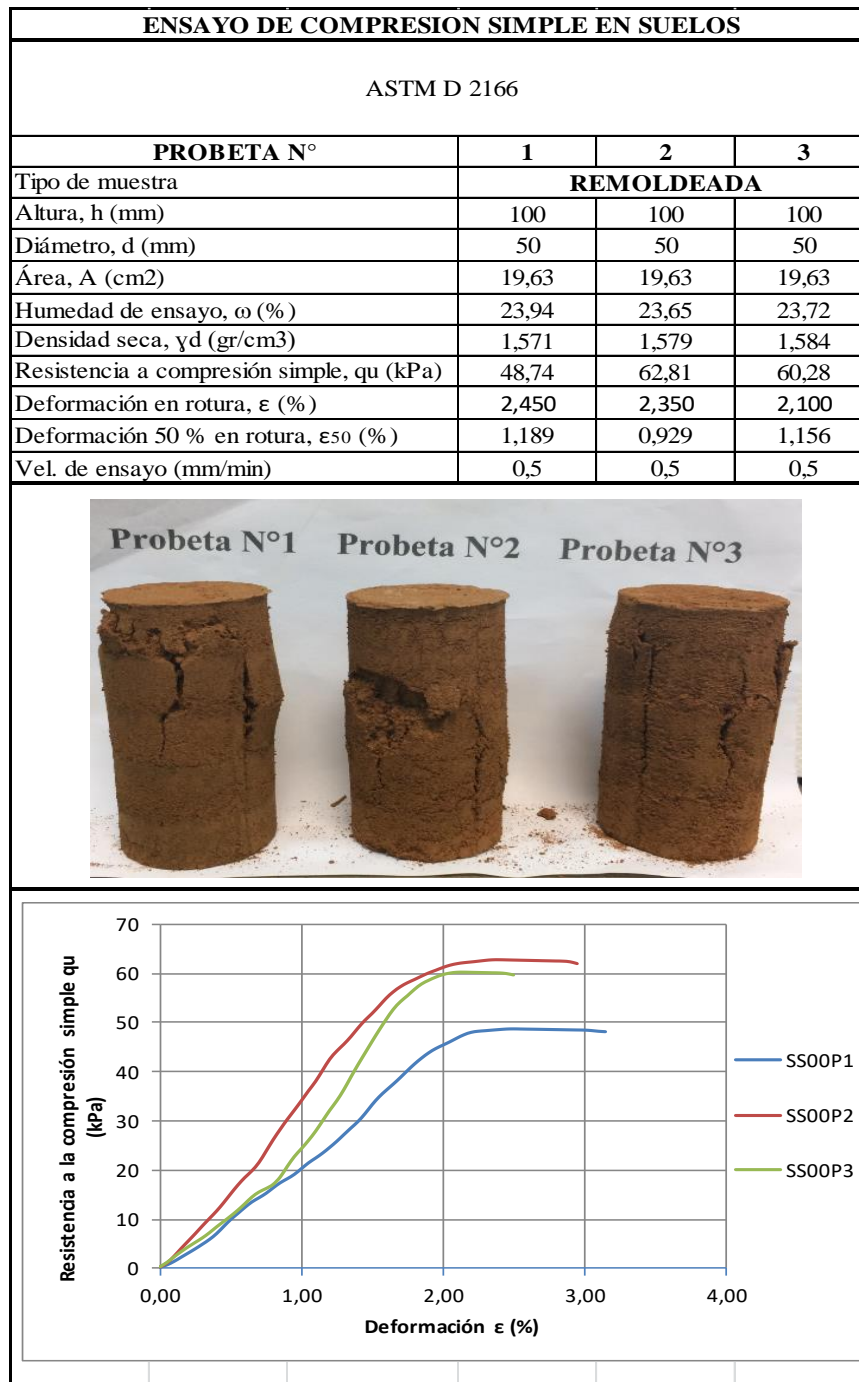 ENSAYO DE COMPRESION SIMPLE EN SUELOS
ASTM D 2166
PROBETA N° 1 2 3
Tipo de muestra REMOLDEADA
Altura, h (mm) 100 100 100
Diámetro, d (mm) 50 50 50
Área, A (cm2) 19,63 19,63 19,63
Humedad de ensayo, ω (%) 23,94 23,65 23,72
Densidad seca, ɣd (gr/cm3) 1,571 1,579 1,584
Resistencia a compresión simple, qu (kPa) 48,74 62,81 60,28
Deformación en rotura, ε (%) 2,450 2,350 2,100
Deformación 50 % en rotura, ε50 (%) 1,189 0,929 1,156
Vel. de ensayo (mm/min) 0,5 0,5 0,5
Probeta N°1 Probeta N°2 Probeta N°3
Resistencia a la compresión simple qu
(kPa)
70
60
50
40
30
20
10
0
0,00 1,00 2,00 3,00 4,00
Deformación ε (%)
SS00P1
SS00P2
SS00P3